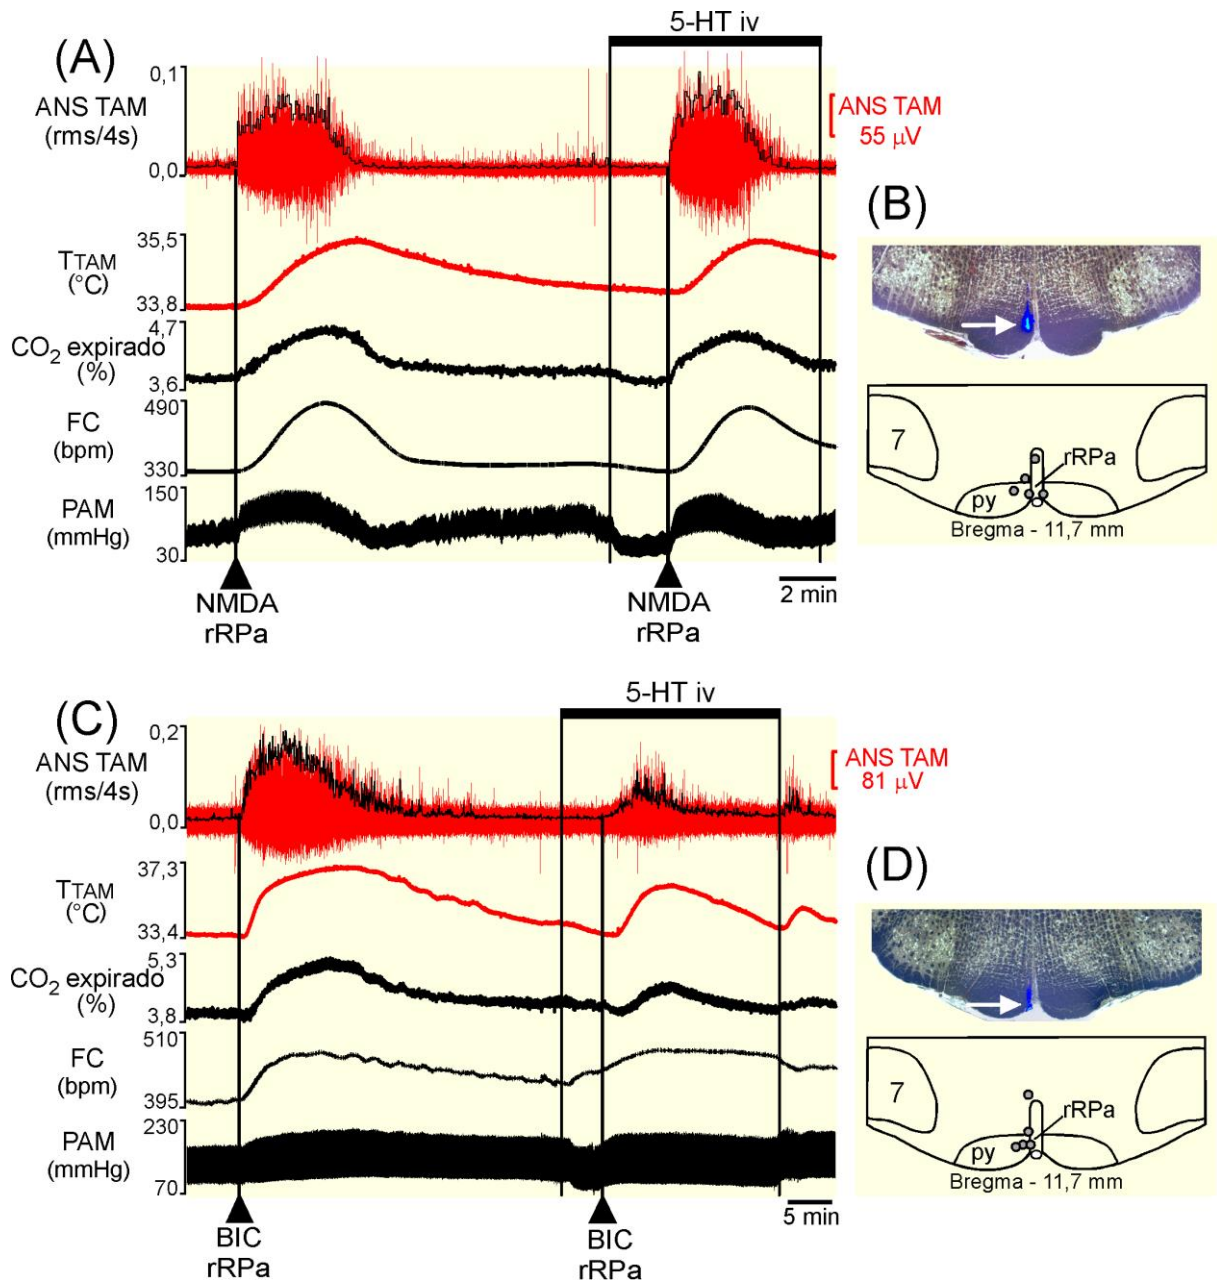 5-HT iv
(A)
0,1
ANS TAM
(rms/4s)
0,0
ANS TAM
55 µV
35,5
TTAM
(°C)
33,8
4,7
CO2 expirado
(%)
3,6
490
FC
(bpm)
330
150
PAM
(mmHg)
30
NMDA
rRPa
NMDA
rRPa
2 min
(B)
7
rRPa
py
Bregma - 11,7 mm
5-HT iv
(C)
0,2
ANS TAM
(rms/4s)
0,0
ANS TAM
81 µV
37,3
TTAM
(°C)
33,4
5,3
CO2 expirado
(%)
3,8
510
FC
(bpm)
395
230
PAM
(mmHg)
70
BIC
rRPa
BIC
rRPa
5 min
(D)
7
rRPa
py
Bregma - 11,7 mm